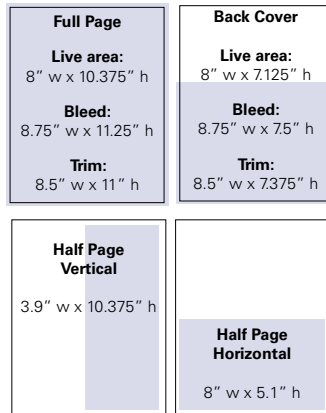 Full Page
Live area:
8” w x 10.375” h
Bleed:
8.75” w x 11.25” h
Trim:
8.5” w x 11” h
Back Cover
Live area:
8” w x 7.125” h
Bleed:
8.75” w x 7.5” h
Trim:
8.5” w x 7.375” h
Half Page
Vertical
3.9” w x 10.375” h
Half Page
Horizontal
8” w x 5.1” h